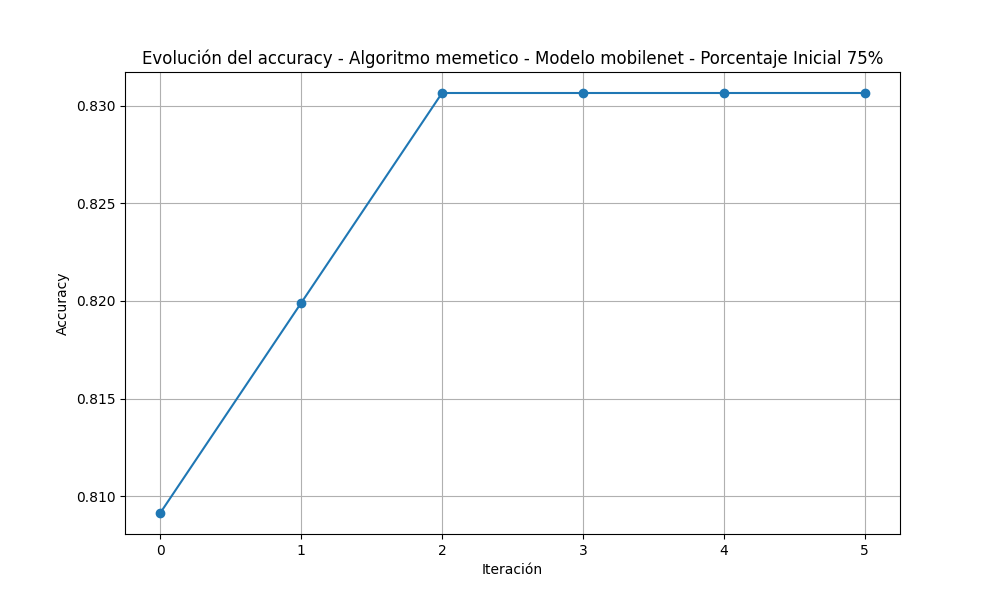 Evolución del accuracy - Algoritmo memetico - Modelo mobilenet - Porcentaje Inicial 75%
0.830
0.825
0.820
0.815
0.810
Accuracy
0 1 2 3 4 5
Iteración